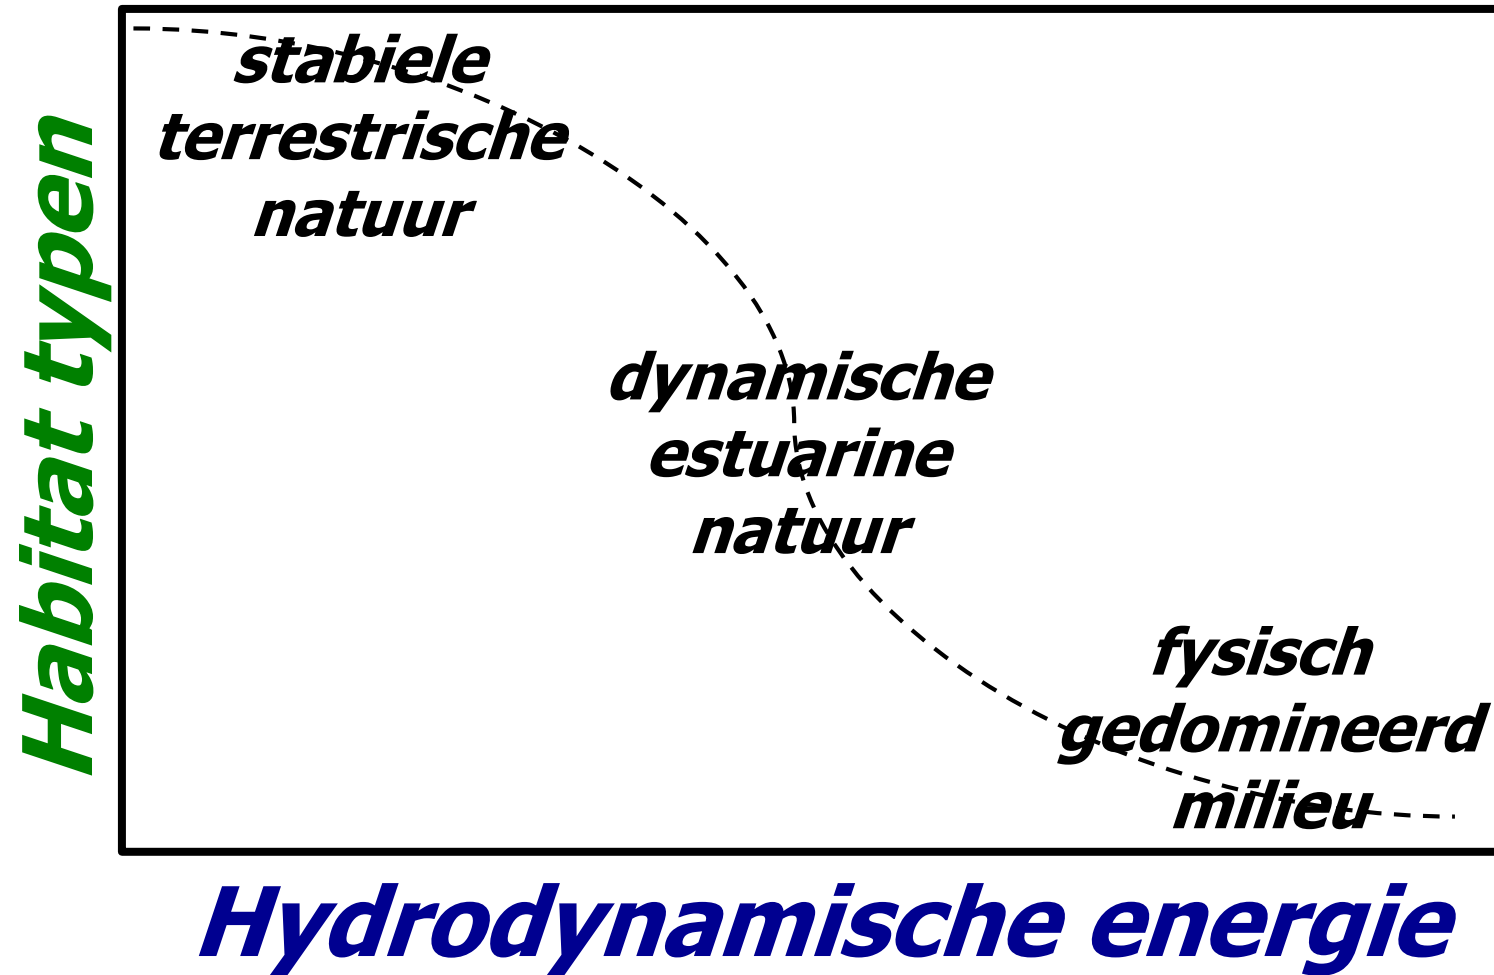 Habitat typen
stabiele
terrestrische
natuur
dynamische
estuarine
natuur
fysisch
gedomineerd
milieu
Hydrodynamische energie